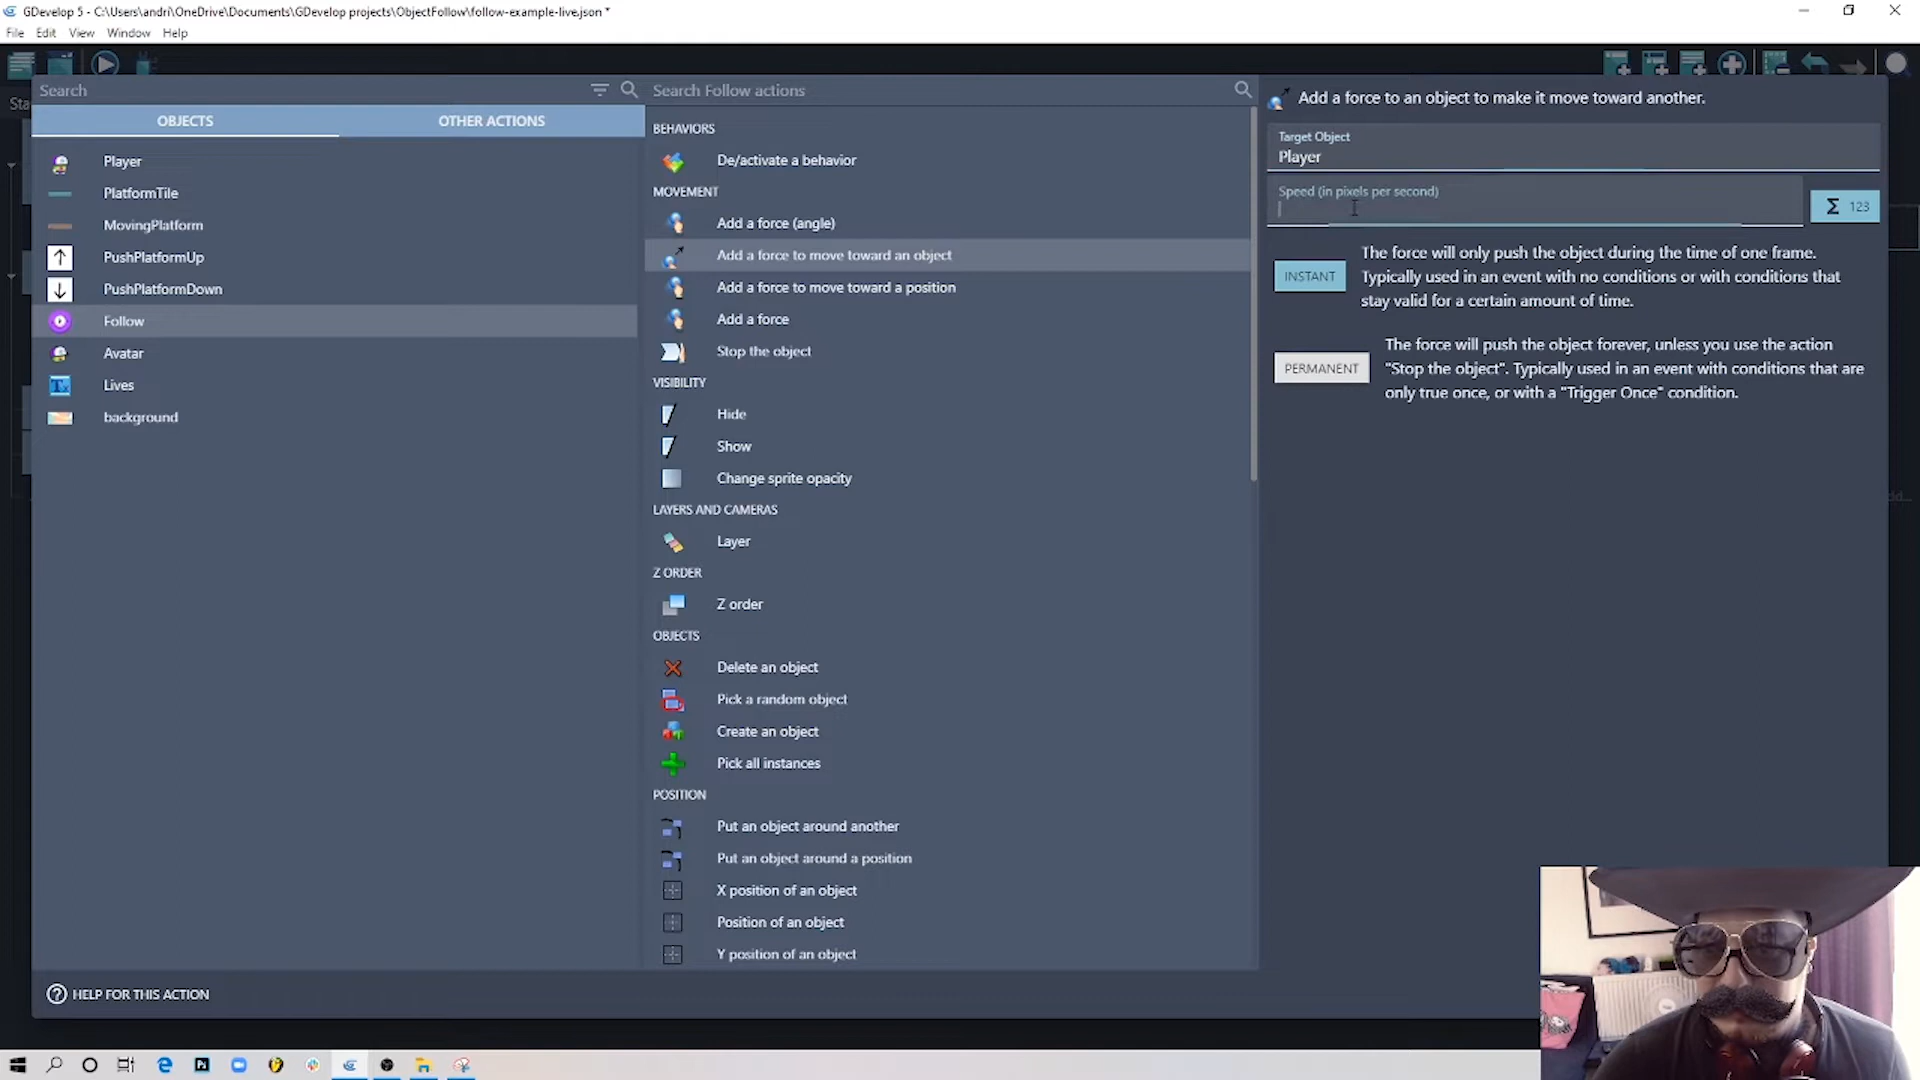 GDevelop 5 - C:\Users\andri\OneDrive\Documents\GDevelop projects\ObjectFollow\follow-example-live.json *
File Edit View Window Help
Sta
Search
OBJECTS
OTHER ACTIONS
Player
PlatformTile
MovingPlatform
PushPlatformUp
PushPlatformDown
Follow
Avatar
Lives
background
HELP FOR THIS ACTION
Search Follow actions
BEHAVIORS
De/activate a behavior
MOVEMENT
Add a force (angle)
Add a force to move toward an object
Add a force to move toward a position
Add a force
Stop the object
VISIBILITY
Hide
Show
Change sprite opacity
LAYERS AND CAMERAS
Layer
Z ORDER
Z order
OBJECTS
Delete an object
Pick a random object
Create an object
Pick all instances
POSITION
Put an object around another
Put an object around a position
X position of an object
Position of an object
Y position of an object
Add a force to an object to make it move toward another.
Target Object
Player
Speed (in pixels per second)
Σ 123
INSTANT
The force will only push the object during the time of one frame.
Typically used in an event with no conditions or with conditions that
stay valid for a certain amount of time.
PERMANENT
The force will push the object forever, unless you use the action
"Stop the object". Typically used in an event with conditions that are
only true once, or with a "Trigger Once" condition.